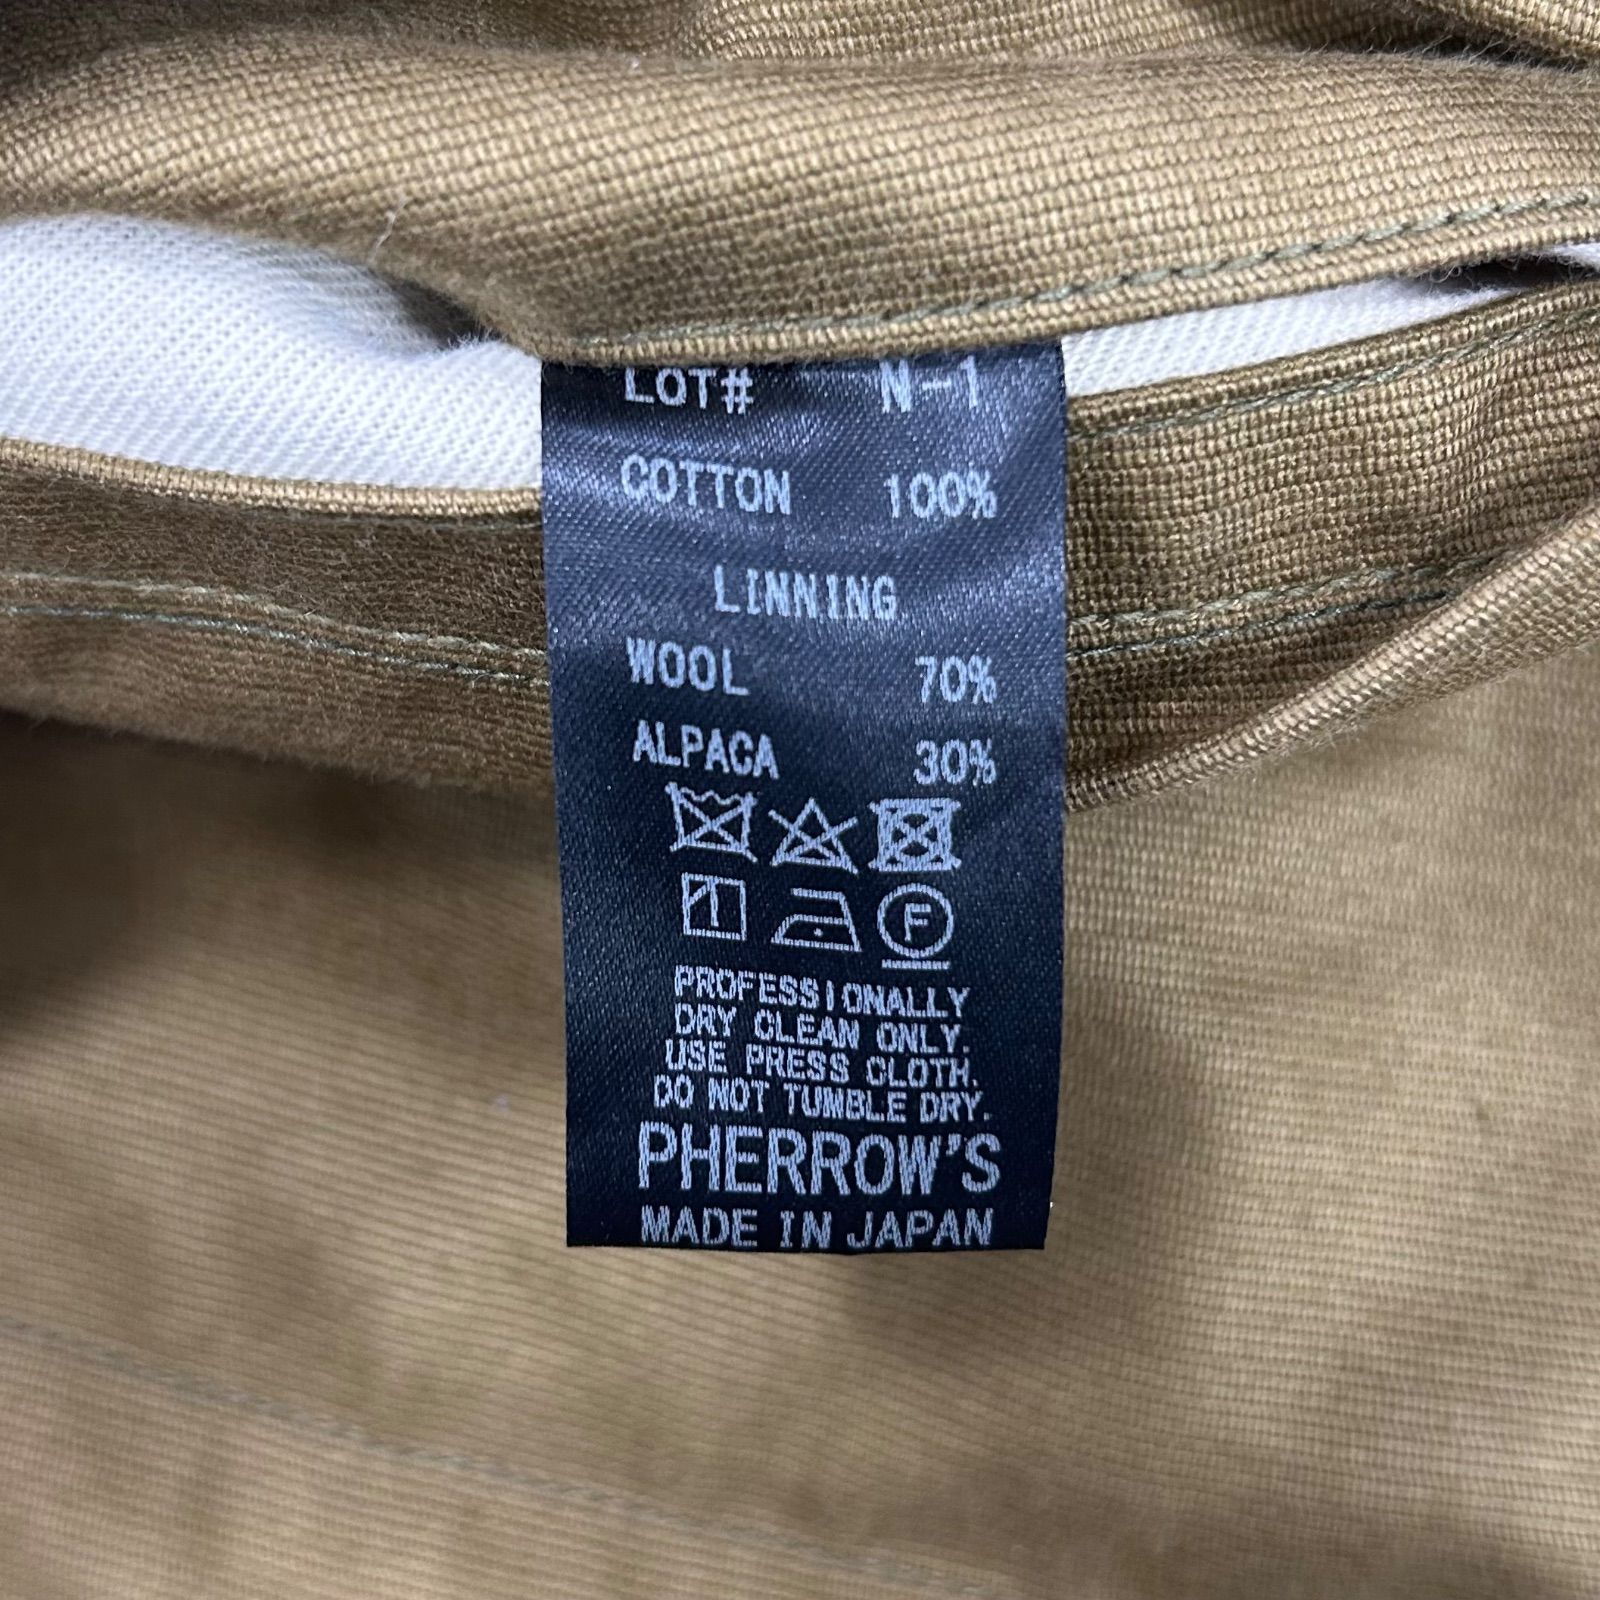 LOT# N-1
COTTON 100%
LINNING
WOOL 70%
ALPACA 30%
F
PROFESSIONALLY
DRY CLEAN ONLY.
USE PRESS CLOTH.
DO NOT TUMBLE DRY.
PHERROW'S
MADE IN JAPAN